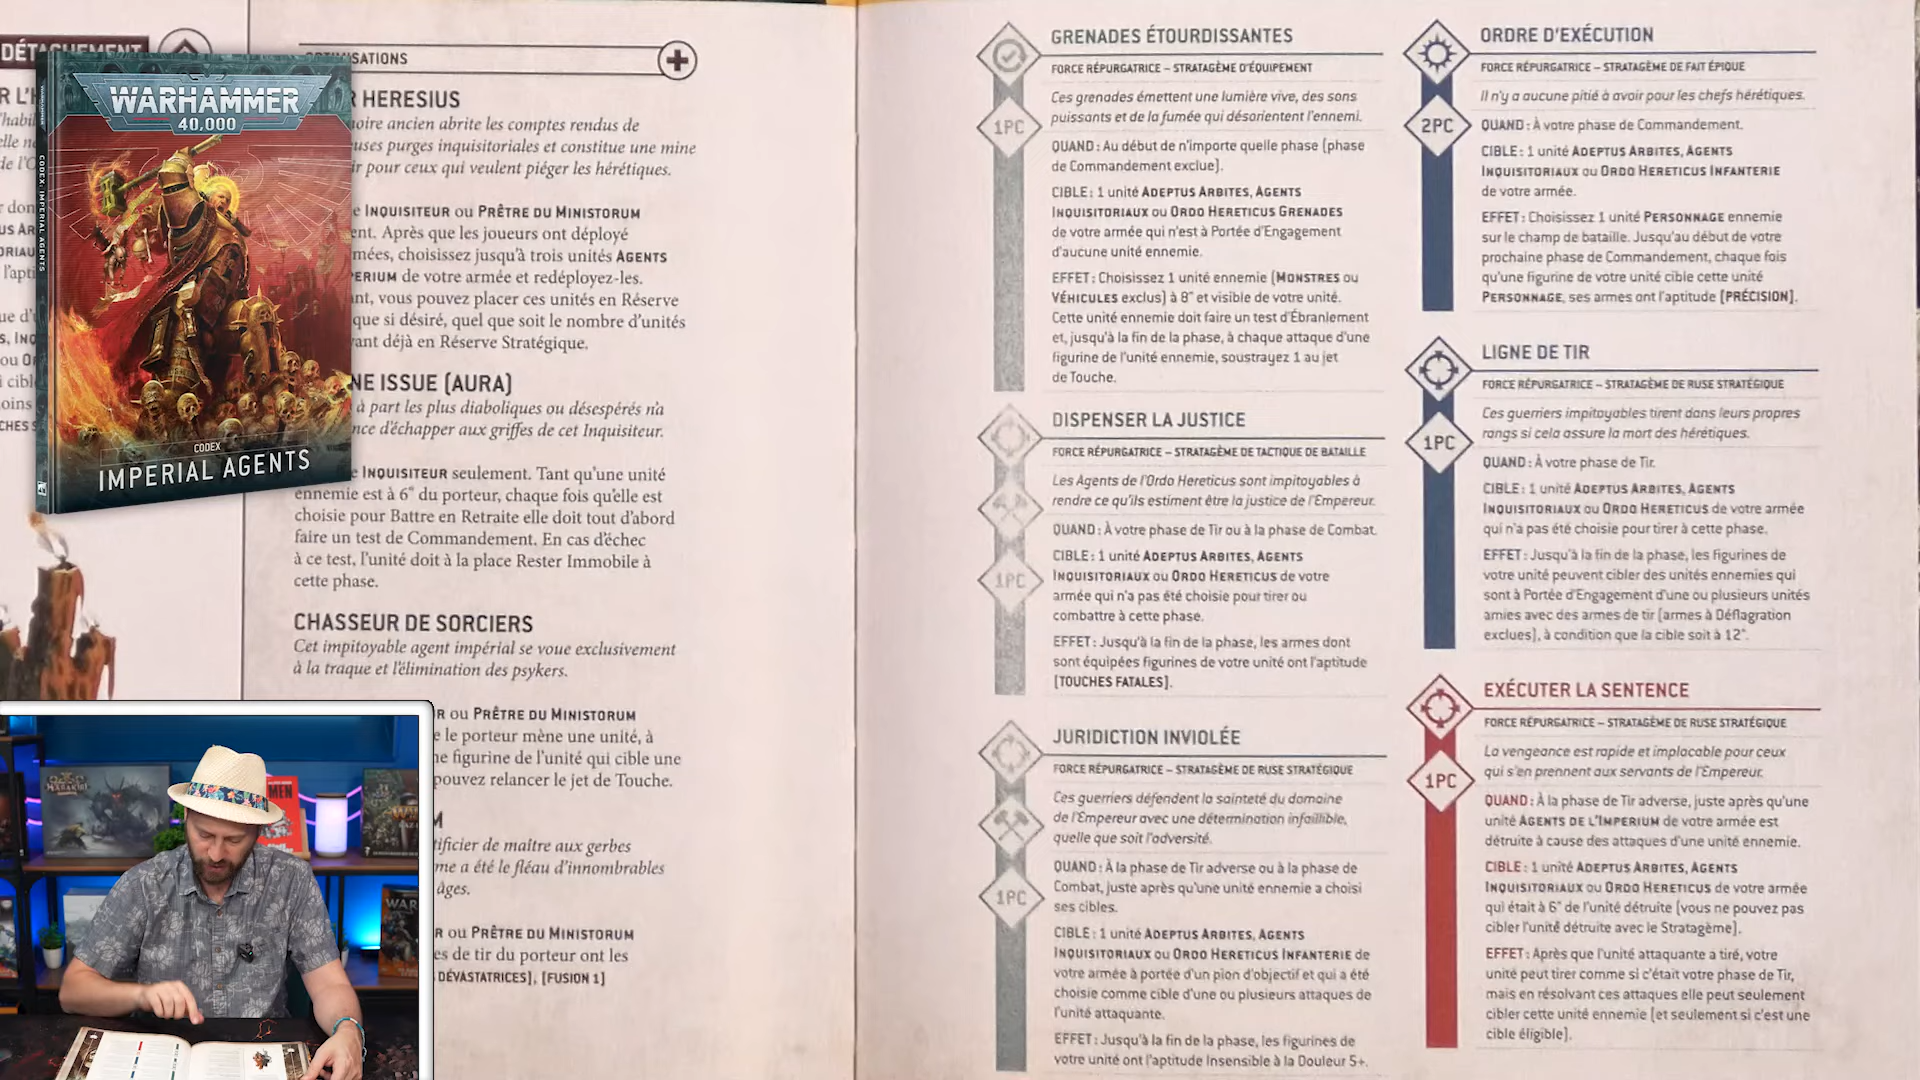 DÉTACHEMENT
WARHAMMER
40,000
CODEX
IMPERIAL AGENTS
CODEX: IMPERIAL AGENTS
HERESIUS
oire ancien abrite les comptes rendus de
uses purges inquisitoriales et constitue une mine
ir pour ceux qui veulent piéger les hérétiques.
e INQUISITEUR ou PRÊTRE DU MINISTORUM
ent. Après que les joueurs ont déployé
mées, choisissez jusqu'à trois unités AGENTS
PERIUM de votre armée et redéployez-les.
ant, vous pouvez placer ces unités en Réserve
que si désiré, quel que soit le nombre d'unités
vant déjà en Réserve Stratégique.
NE ISSUE (AURA)
à part les plus diaboliques ou désespérés n'a
nce d'échapper aux griffes de cet Inquisiteur.
e INQUISITEUR seulement. Tant qu'une unité
ennemie est à 6" du porteur, chaque fois qu'elle est
choisie pour Battre en Retraite elle doit tout d'abord
faire un test de Commandement. En cas d'échec
à ce test, l'unité doit à la place Rester Immobile à
cette phase.
CHASSEUR DE SORCIERS
Cet impitoyable agent impérial se voue exclusivement
à la traque et l'élimination des psykers.
R ou PRÊTRE DU MINISTORUM
e le porteur mène une unité, à
ne figurine de l'unité qui cible une
pouvez relancer le jet de Touche.
M
tificier de maître aux gerbes
me a été le fléau d'innombrables
âges.
R ou PRÊTRE DU MINISTORUM
es de tir du porteur ont les
DÉVASTATRICES], [FUSION 1]
GRENADES ÉTOURDISSANTES
FORCE RÉPURGATRICE – STRATAGÈME D'ÉQUIPEMENT
1PC
Ces grenades émettent une lumière vive, des sons
puissants et de la fumée qui désorientent l'ennemi.
QUAND : Au début de n'importe quelle phase (phase
de Commandement exclue).
CIBLE : 1 unité ADEPTUS ARBITES, AGENTS
INQUISITORIAUX ou ORDO HERETICUS GRENADES
de votre armée qui n'est à Portée d'Engagement
d'aucune unité ennemie.
EFFET : Choisissez 1 unité ennemie (MONSTRES ou
VÉHICULES exclus) à 8" et visible de votre unité.
Cette unité ennemie doit faire un test d'Ébranlement
et, jusqu'à la fin de la phase, à chaque attaque d'une
figurine de l'unité ennemie, soustrayez 1 au jet
de Touche.
DISPENSER LA JUSTICE
FORCE RÉPURGATRICE – STRATAGÈME DE TACTIQUE DE BATAILLE
1PC
Les Agents de l'Ordo Hereticus sont impitoyables à
rendre ce qu'ils estiment être la justice de l'Empereur.
QUAND : À votre phase de Tir ou à la phase de Combat.
CIBLE : 1 unité ADEPTUS ARBITES, AGENTS
INQUISITORIAUX ou ORDO HERETICUS de votre
armée qui n'a pas été choisie pour tirer ou
combattre à cette phase.
EFFET : Jusqu'à la fin de la phase, les armes dont
sont équipées figurines de votre unité ont l'aptitude
[TOUCHES FATALES].
JURIDICTION INVIOLÉE
FORCE RÉPURGATRICE – STRATAGÈME DE RUSE STRATÉGIQUE
1PC
Ces guerriers défendent la sainteté du domaine
de l'Empereur avec une détermination infaillible,
quelle que soit l'adversité.
QUAND : À la phase de Tir adverse ou à la phase de
Combat, juste après qu'une unité ennemie a choisi
ses cibles.
CIBLE : 1 unité ADEPTUS ARBITES, AGENTS
INQUISITORIAUX ou ORDO HERETICUS INFANTERIE de
votre armée à portée d'un pion d'objectif et qui a été
choisie comme cible d'une ou plusieurs attaques de
l'unité attaquante.
EFFET : Jusqu'à la fin de la phase, les figurines de
votre unité ont l'aptitude Insensible à la Douleur 5+.
ORDRE D'EXÉCUTION
FORCE RÉPURGATRICE – STRATAGÈME DE FAIT ÉPIQUE
2PC
Il n'y a aucune pitié à avoir pour les chefs hérétiques.
QUAND : À votre phase de Commandement.
CIBLE : 1 unité ADEPTUS ARBITES, AGENTS
INQUISITORIAUX ou ORDO HERETICUS INFANTERIE
de votre armée.
EFFET : Choisissez 1 unité PERSONNAGE ennemie
sur le champ de bataille. Jusqu'au début de votre
prochaine phase de Commandement, chaque fois
qu'une figurine de votre unité cible cette unité
PERSONNAGE, ses armes ont l'aptitude [PRÉCISION].
LIGNE DE TIR
FORCE RÉPURGATRICE – STRATAGÈME DE RUSE STRATÉGIQUE
1PC
Ces guerriers impitoyables tirent dans leurs propres
rangs si cela assure la mort des hérétiques.
QUAND : À votre phase de Tir.
CIBLE : 1 unité ADEPTUS ARBITES, AGENTS
INQUISITORIAUX ou ORDO HERETICUS de votre armée
qui n'a pas été choisie pour tirer à cette phase.
EFFET : Jusqu'à la fin de la phase, les figurines de
votre unité peuvent cibler des unités ennemies qui
sont à Portée d'Engagement d'une ou plusieurs unités
amies avec des armes de tir (armes à Déflagration
exclues), à condition que la cible soit à 12".
EXÉCUTER LA SENTENCE
FORCE RÉPURGATRICE – STRATAGÈME DE RUSE STRATÉGIQUE
1PC
La vengeance est rapide et implacable pour ceux
qui s'en prennent aux servants de l'Empereur.
QUAND : À la phase de Tir adverse, juste après qu'une
unité AGENTS DE L'IMPERIUM de votre armée est
détruite à cause des attaques d'une unité ennemie.
CIBLE : 1 unité ADEPTUS ARBITES, AGENTS
INQUISITORIAUX ou ORDO HERETICUS de votre armée
qui était à 6" de l'unité détruite (vous ne pouvez pas
cibler l'unité détruite avec le Stratagème).
EFFET : Après que l'unité attaquante a tiré, votre
unité peut tirer comme si c'était votre phase de Tir,
mais en résolvant ces attaques elle peut seulement
cibler cette unité ennemie (et seulement si c'est une
cible éligible).